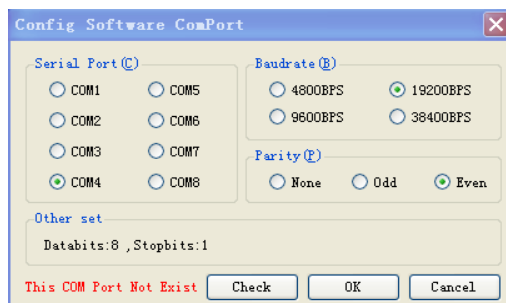 Config Software ComPort
Serial Port(C)
COM1 COM5
COM2 COM6
COM3 COM7
COM4 COM8
Baudrate(B)
4800BPS 19200BPS
9600BPS 38400BPS
Parity(P)
None Odd Even
Other set
Databits:8 ,Stopbits:1
This COM Port Not Exist Check OK Cancel